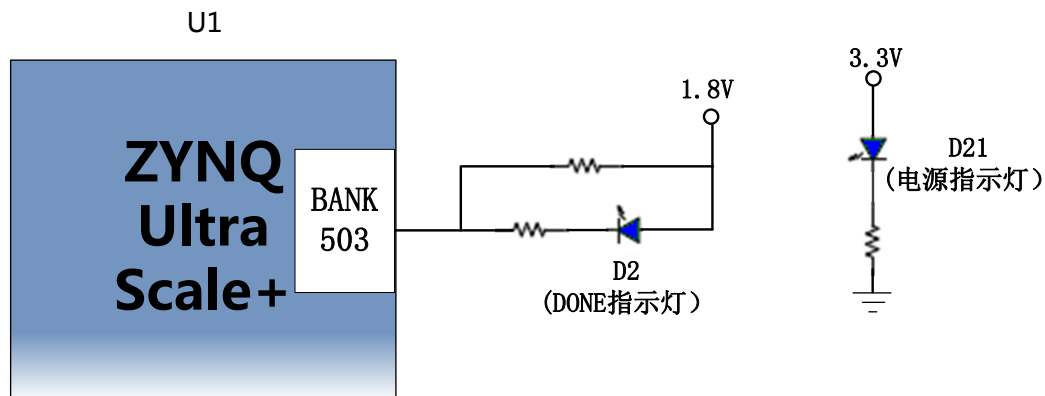 U1
ZYNQ
Ultra
Scale+
BANK
503
1.8V
D2
(DONE指示灯）
3.3V
D21
（电源指示灯）